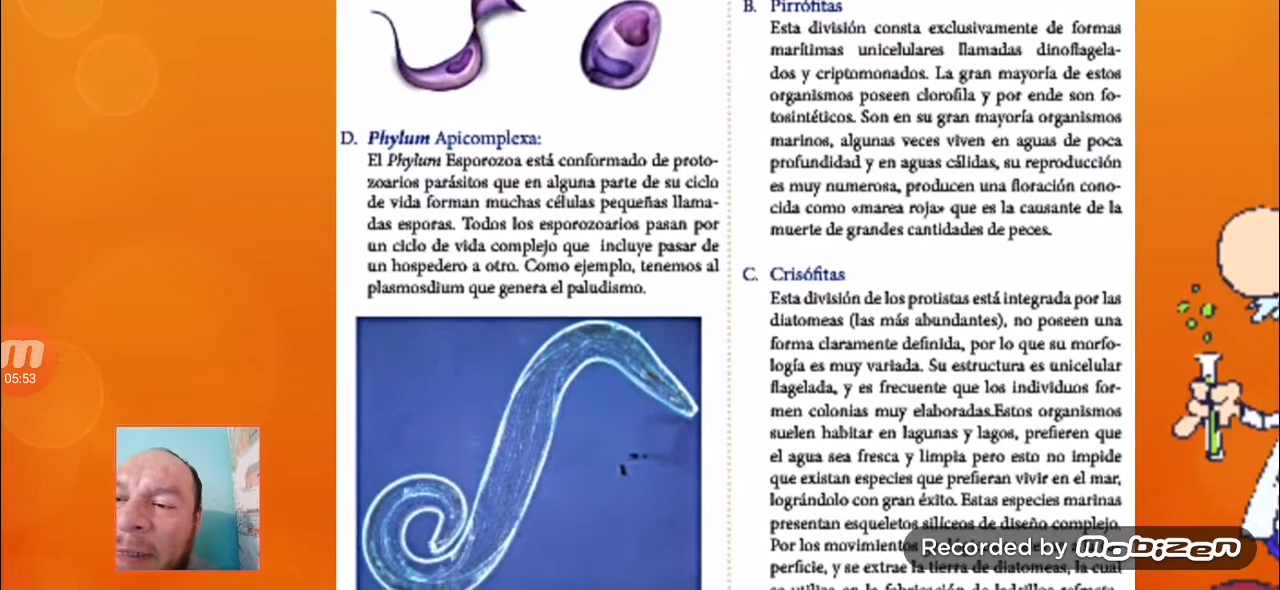 D. Phylum Apicomplexa:
El Phylum Esporozoa está conformado de proto-
zoarios parásitos que en alguna parte de su ciclo
de vida forman muchas células pequeñas llama-
das esporas. Todos los esporozoarios pasan por
un ciclo de vida complejo que incluye pasar de
un hospedero a otro. Como ejemplo, tenemos al
plasmosdium que genera el paludismo.
B. Pirrófitas
Esta división consta exclusivamente de formas
marítimas unicelulares llamadas dinoflagela-
dos y criptomonados. La gran mayoría de estos
organismos poseen clorofila y por ende son fo-
tosintéticos. Son en su gran mayoría organismos
marinos, algunas veces viven en aguas de poca
profundidad y en aguas cálidas, su reproducción
es muy numerosa, producen una floración cono-
cida como «marea roja» que es la causante de la
muerte de grandes cantidades de peces.
C. Crisófitas
Esta división de los protistas está integrada por las
diatomeas (las más abundantes), no poseen una
forma claramente definida, por lo que su morfo-
logía es muy variada. Su estructura es unicelular
flagelada, y es frecuente que los individuos for-
men colonias muy elaboradas.Estos organismos
suelen habitar en lagunas y lagos, prefieren que
el agua sea fresca y limpia pero esto no impide
que existan especies que prefieran vivir en el mar,
lográndolo con gran éxito. Estas especies marinas
presentan esqueletos silíceos de diseño complejo.
Por los movimientos
perficie, y se extrae la tierra de diatomeas, la cual
m
05:53
Recorded by mobizen